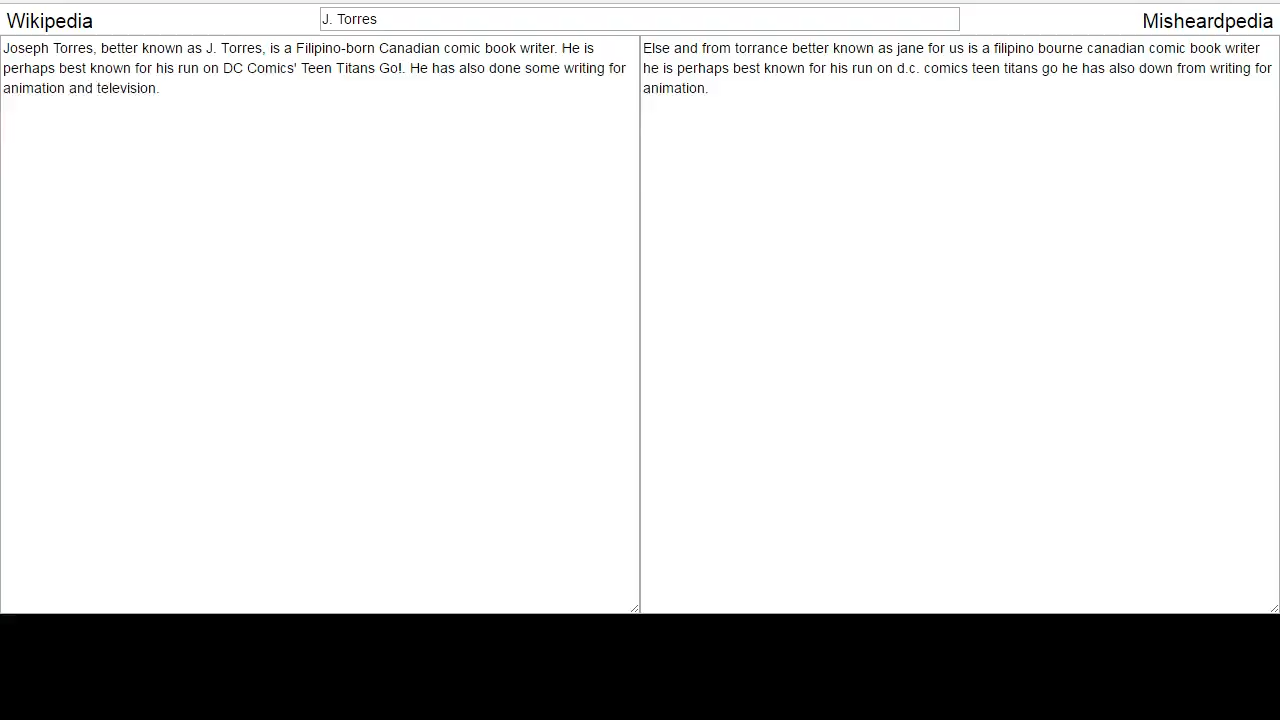 Wikipedia
J. Torres
Misheardpedia
Joseph Torres, better known as J. Torres, is a Filipino-born Canadian comic book writer. He is
perhaps best known for his run on DC Comics' Teen Titans Go!. He has also done some writing for
animation and television.
Else and from torrance better known as jane for us is a filipino bourne canadian comic book writer
he is perhaps best known for his run on d.c. comics teen titans go he has also down from writing for
animation.